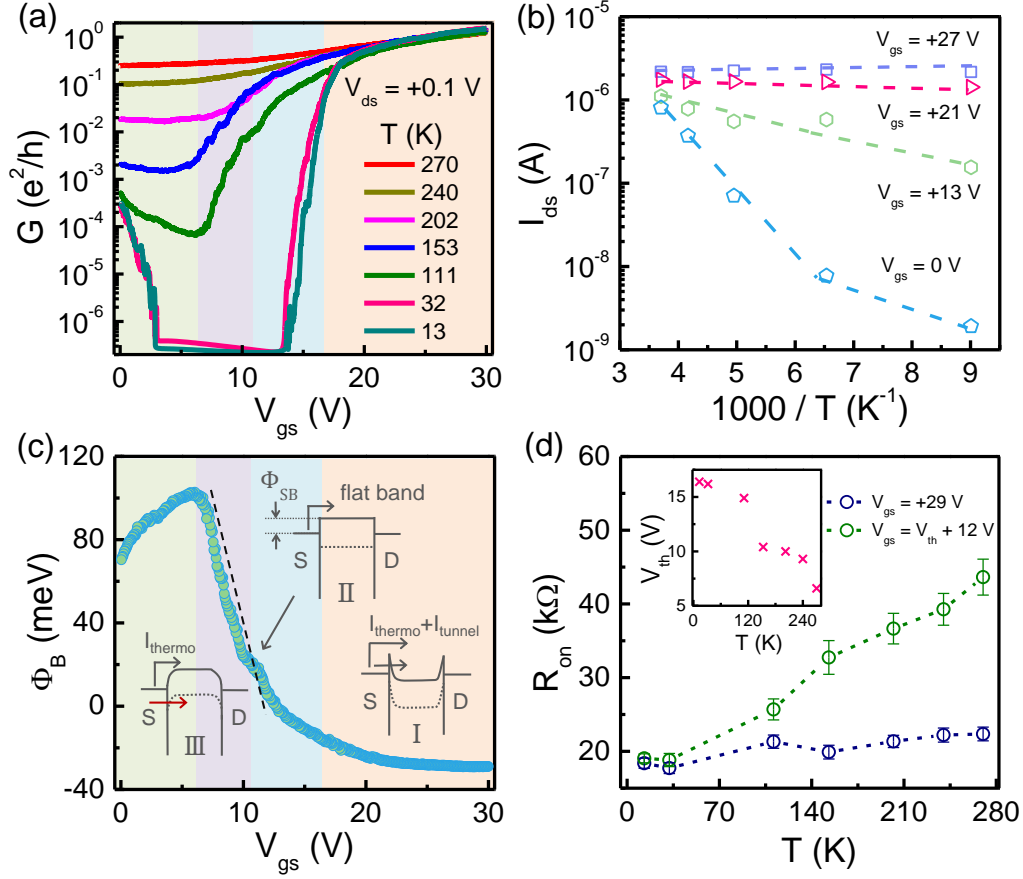 (a)
10^0
10^-1
10^-2
10^-3
10^-4
10^-5
10^-6
G (e^2/h)
V_ds = +0.1 V
T (K)
270
240
202
153
111
32
13
0 10 20 30
V_gs (V)
(b)
10^-5
10^-6
10^-7
10^-8
10^-9
I_ds (A)
V_gs = +27 V
V_gs = +21 V
V_gs = +13 V
V_gs = 0 V
3 4 5 6 7 8 9
1000 / T (K^-1)
(c)
120
80
40
0
-40
Φ_B (meV)
Φ_SB
flat band
S D
II
I_thermo
S D
III
I_thermo+I_tunnel
S D
I
0 10 20 30
V_gs (V)
(d)
60
50
40
30
20
10
R_on (kΩ)
V_gs = +29 V
V_gs = V_th + 12 V
15
10
5
V_th (V)
0 120 240
T (K)
0 70 140 210 280
T (K)